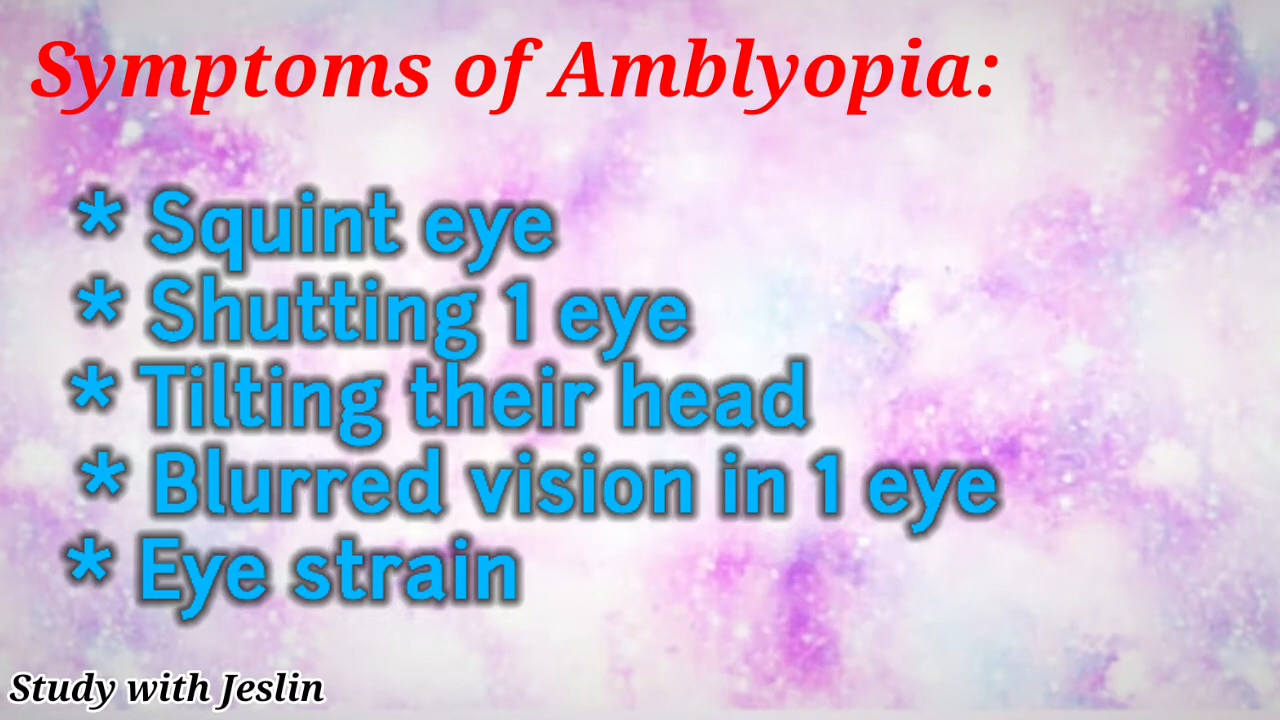 Symptoms of Amblyopia:
* Squint eye
* Shutting 1 eye
* Tilting their head
* Blurred vision in 1 eye
* Eye strain
Study with Jeslin